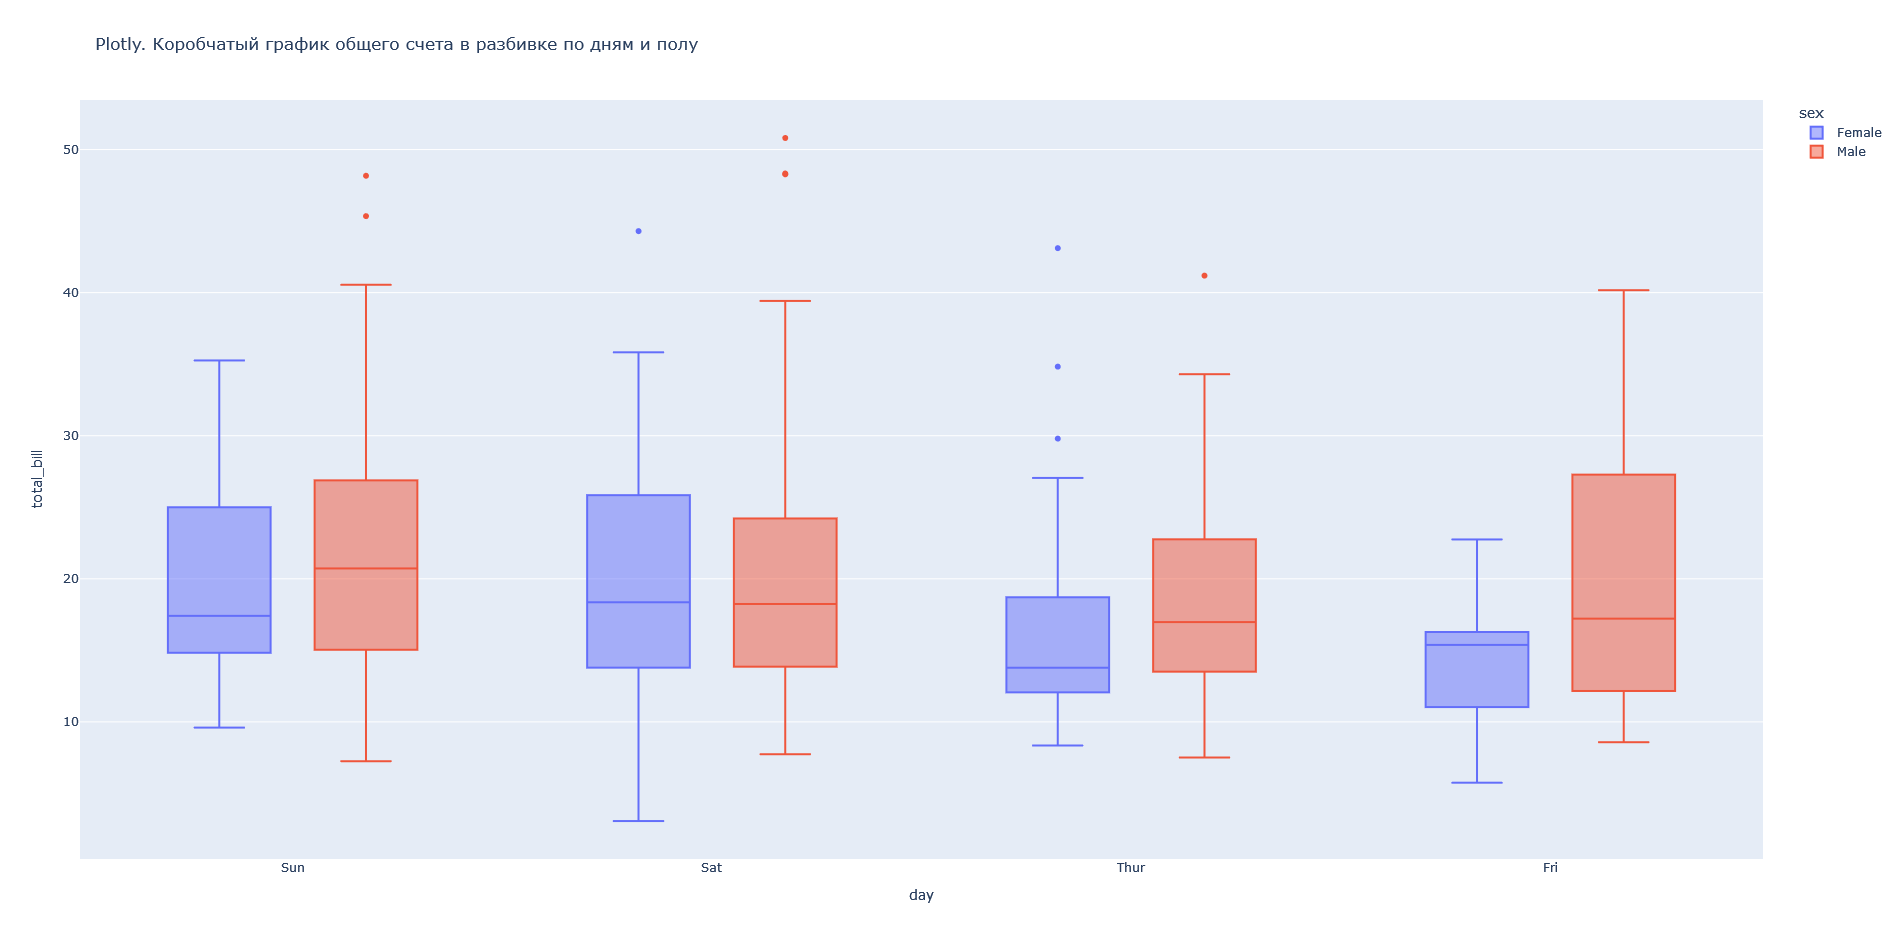 Plotly. Коробчатый график общего счета в разбивке по дням и полу
sex
Female
Male
50
40
30
20
10
total_bill
Sun
Sat
Thur
Fri
day